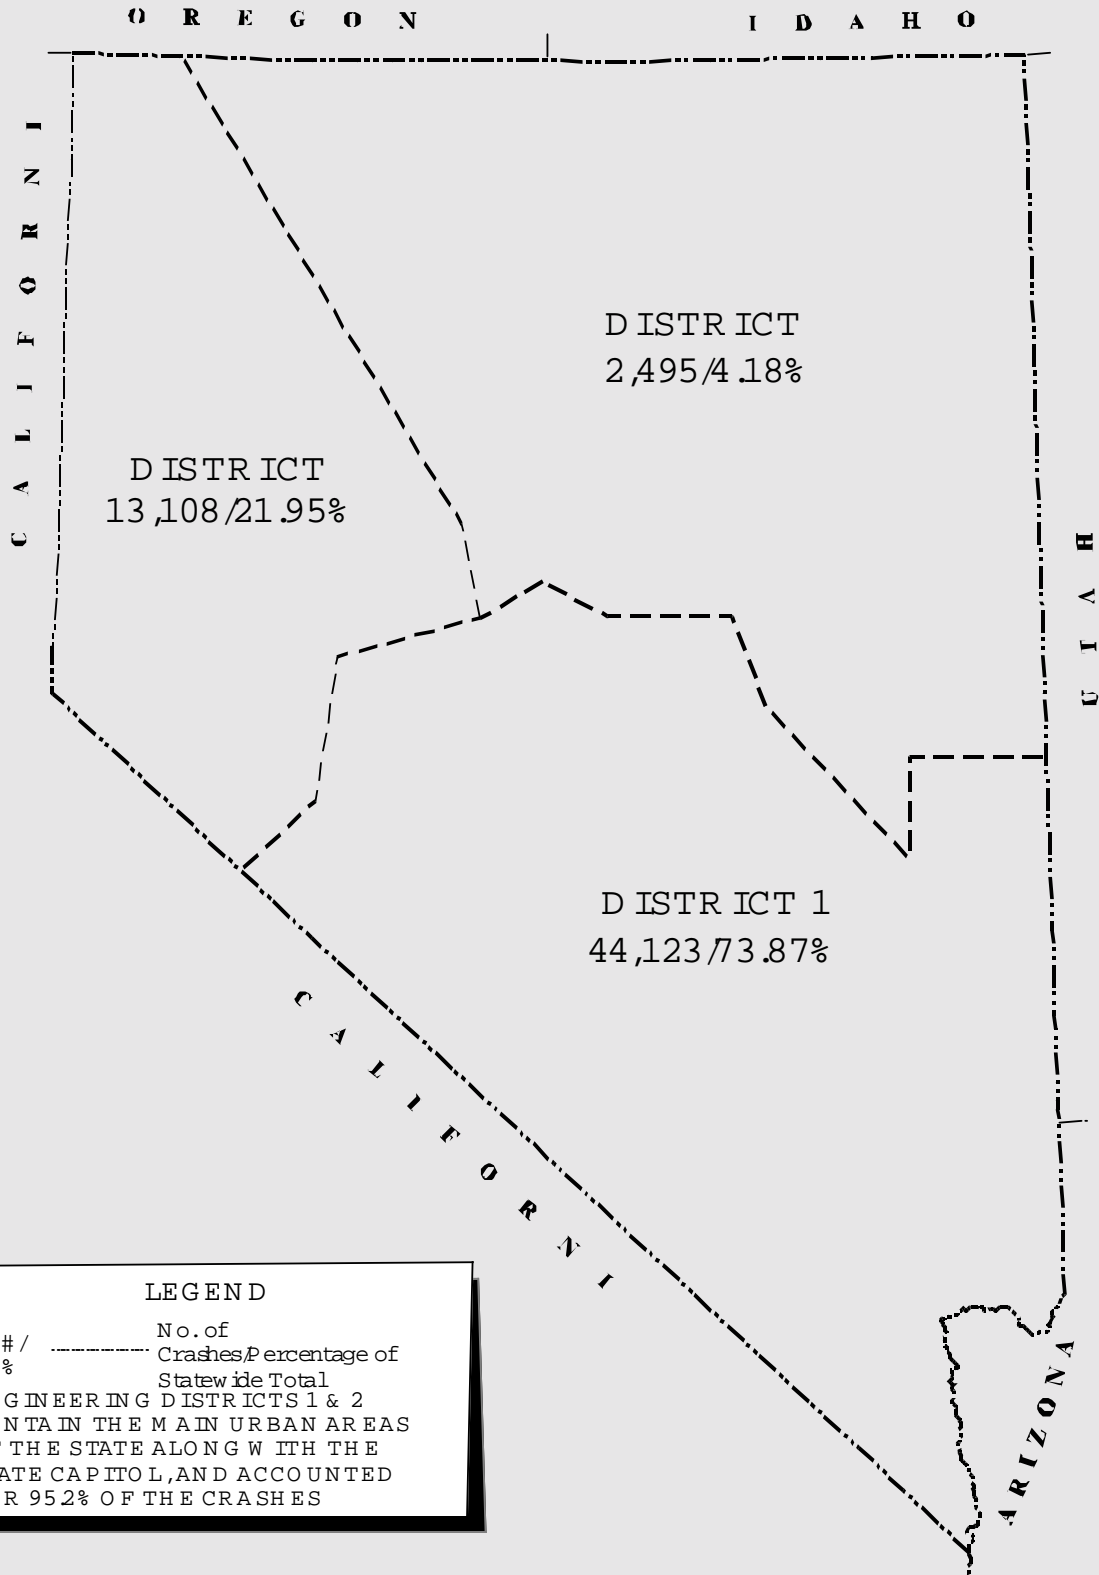 OREGON
IDAHO
CALIFORNI
DISTRICT
2,495/4.18%
DISTRICT
13,108/21.95%
UTAH
DISTRICT 1
44,123/73.87%
CALIFORNI
ARIZONA
LEGEND
#/
%
No. of
Crashes/Percentage of
Statewide Total
GINEERING DISTRICTS 1 & 2
NTAIN THE MAIN URBAN AREAS
THE STATE ALONG WITH THE
ATE CAPITOL, AND ACCOUNTED
R 95.2% OF THE CRASHES